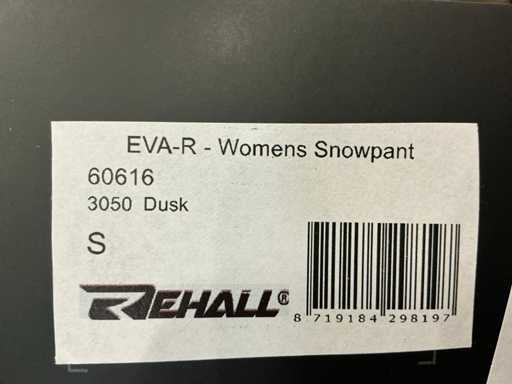 EVA-R - Womens Snowpant
60616
3050 Dusk
S
REHALL®
8 719184 298197